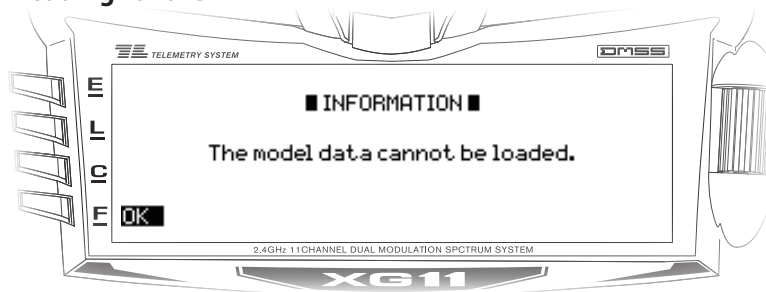 TELEMETRY SYSTEM
DMSS
E
■ INFORMATION ■
L
The model data cannot be loaded.
C
F
OK
2.4GHz 11CHANNEL DUAL MODULATION SPCTRUM SYSTEM
XG11